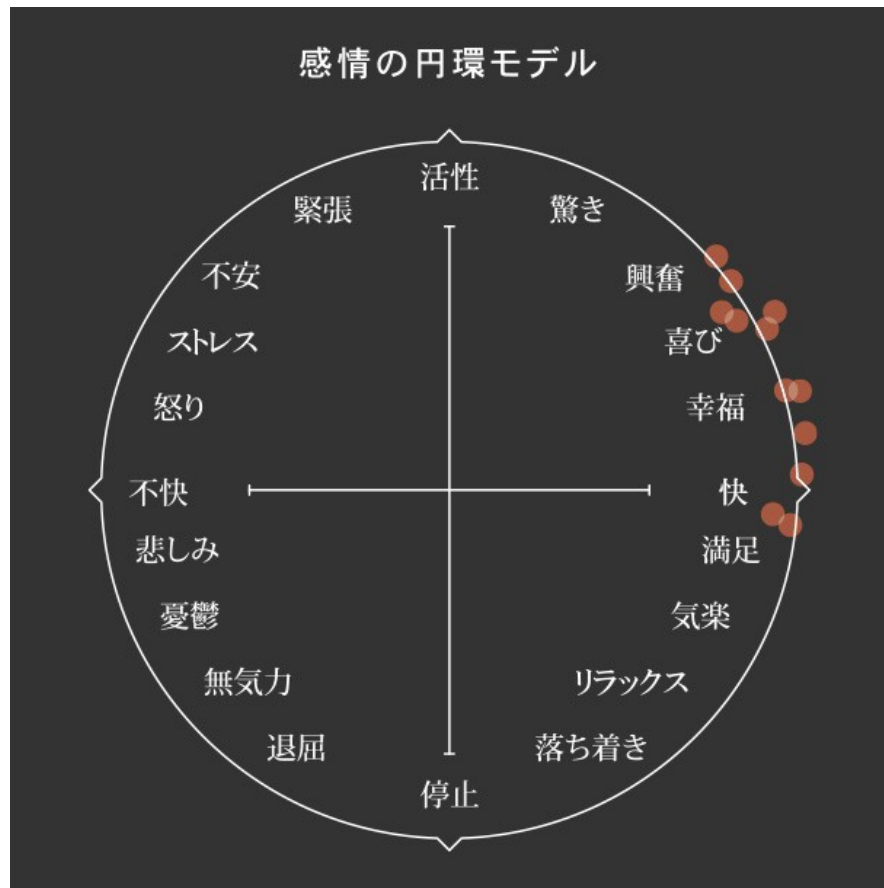 感情の円環モデル
活性
緊張
驚き
不安
興奮
ストレス
喜び
怒り
幸福
不快
快
悲しみ
満足
憂鬱
気楽
無気力
リラックス
退屈
落ち着き
停止